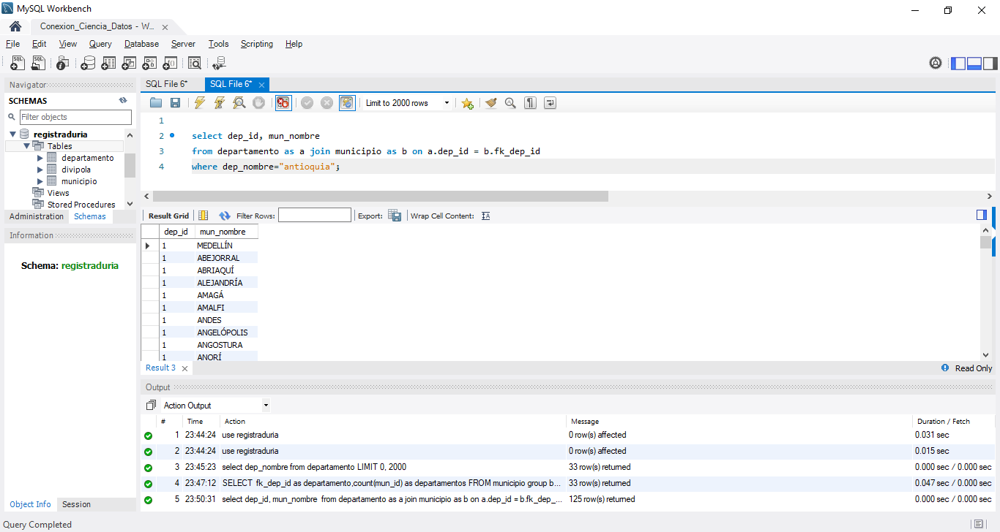 MySQL Workbench
Conexion_Ciencia_Datos - W...
File Edit View Query Database Server Tools Scripting Help
Navigator
SCHEMAS
Filter objects
registraduria
Tables
departamento
divipola
municipio
Views
Stored Procedures
Administration Schemas
Information
Schema: registraduria
Object Info Session
SQL File 6* SQL File 6*
Limit to 2000 rows
1
2 select dep_id, mun_nombre
3 from departamento as a join municipio as b on a.dep_id = b.fk_dep_id
4 where dep_nombre="antioquia";
Result Grid Filter Rows: Export: Wrap Cell Content:
dep_id mun_nombre
1 MEDELLÍN
1 ABEJORRAL
1 ABRIAQUÍ
1 ALEJANDRÍA
1 AMAGÁ
1 AMALFI
1 ANDES
1 ANGELÓPOLIS
1 ANGOSTURA
1 ANORÍ
Result 3 Read Only
Output
Action Output
# Time Action Message Duration / Fetch
1 23:44:24 use registraduria 0 row(s) affected 0.031 sec
2 23:44:24 use registraduria 0 row(s) affected 0.015 sec
3 23:45:23 select dep_nombre from departamento LIMIT 0, 2000 33 row(s) returned 0.000 sec / 0.000 sec
4 23:47:12 SELECT fk_dep_id as departamento,count(mun_id) as departamentos FROM municipio group b... 33 row(s) returned 0.047 sec / 0.000 sec
5 23:50:31 select dep_id, mun_nombre from departamento as a join municipio as b on a.dep_id = b.fk_dep_... 125 row(s) returned 0.000 sec / 0.000 sec
Query Completed